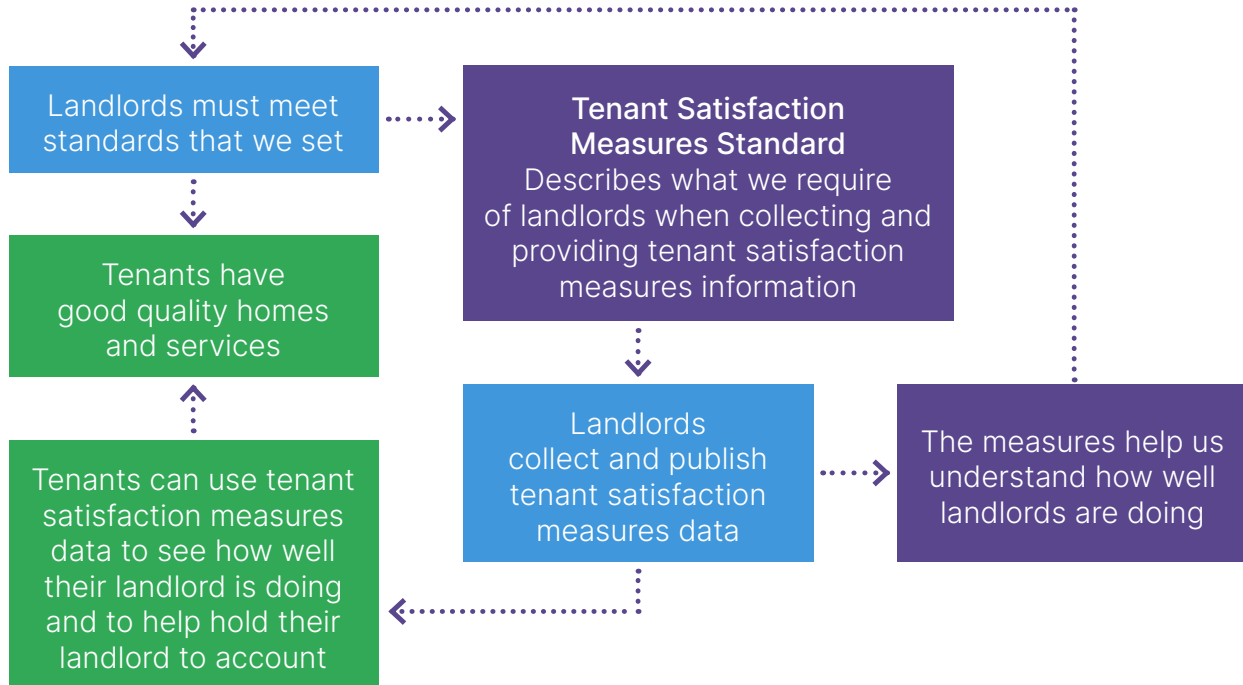 Landlords must meet
standards that we set
Tenant Satisfaction
Measures Standard
Describes what we require
of landlords when collecting and
providing tenant satisfaction
measures information
Tenants have
good quality homes
and services
Landlords
collect and publish
tenant satisfaction
measures data
The measures help us
understand how well
landlords are doing
Tenants can use tenant
satisfaction measures
data to see how well
their landlord is doing
and to help hold their
landlord to account